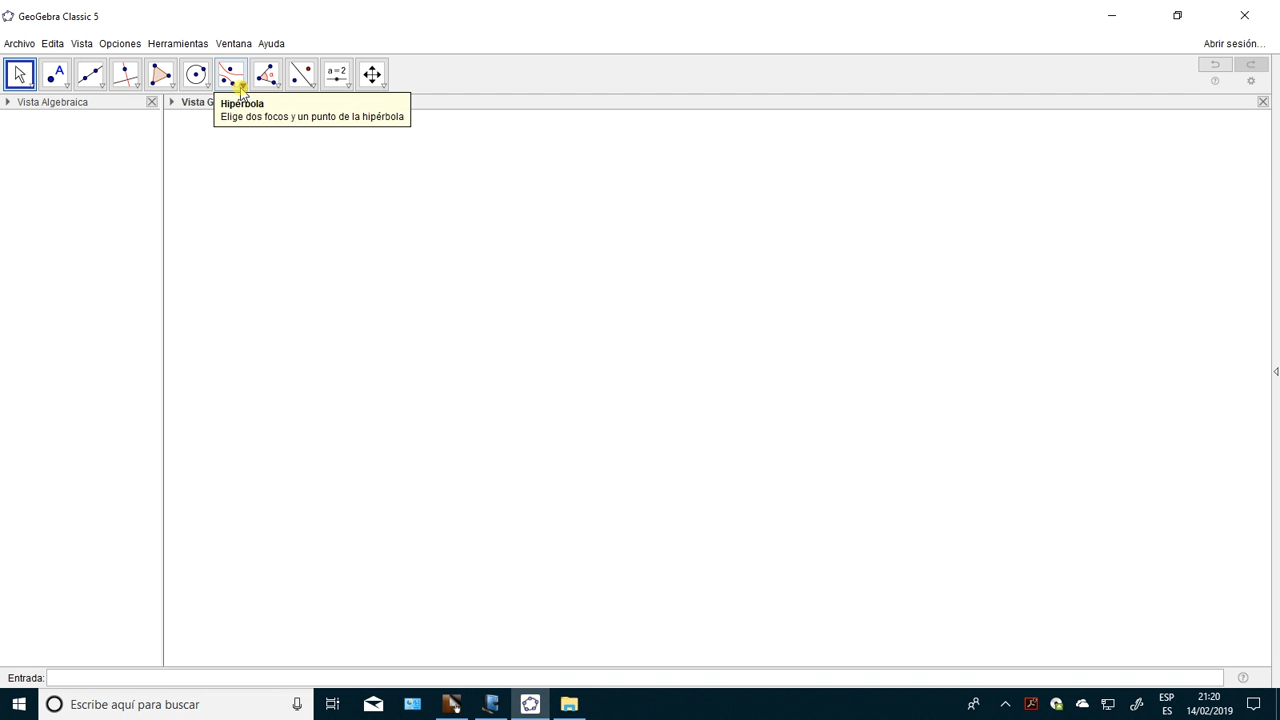 GeoGebra Classic 5
Archivo Edita Vista Opciones Herramientas Ventana Ayuda
Abrir sesión...
A
α
a=2
Vista Algebraica
Vista G
Hipérbola
Elige dos focos y un punto de la hipérbola
Entrada:
Escribe aquí para buscar
ESP
ES
21:20
14/02/2019